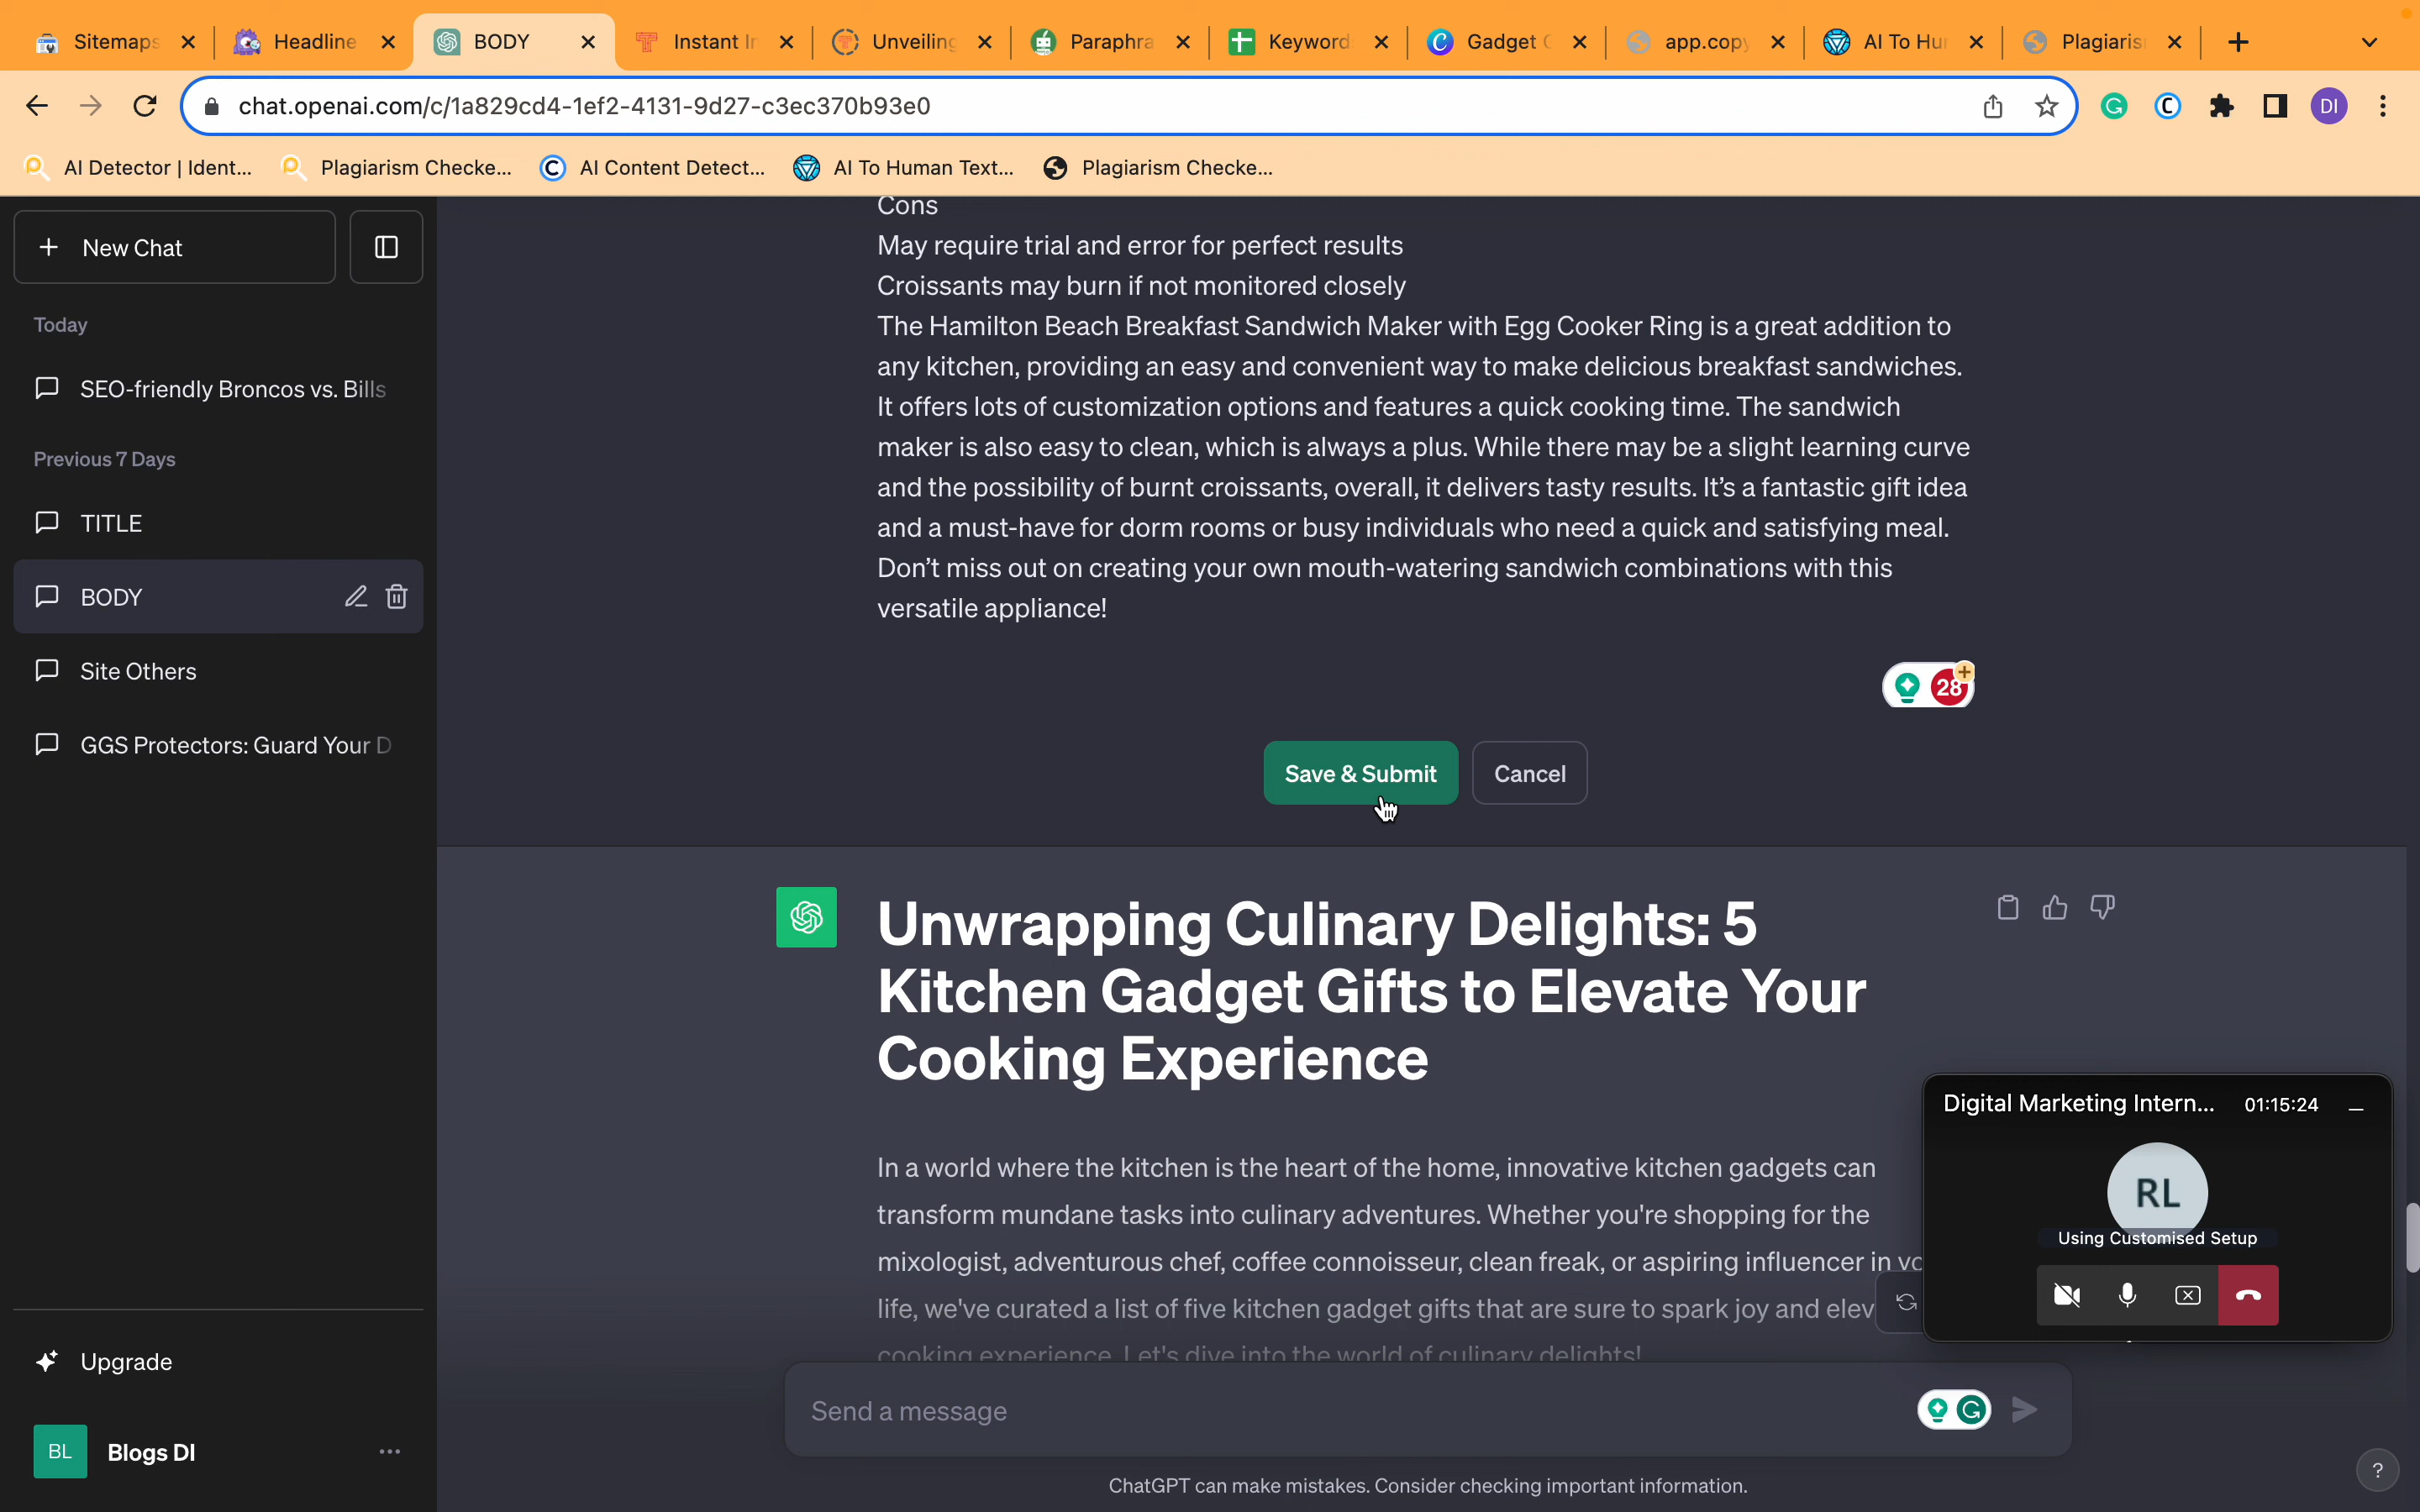 Sitemaps
Headline
BODY
Instant
Unveiling
Paraphra
Keyword
Gadget
app.copy
AI To Hu
Plagiaris
chat.openai.com/c/1a829cd4-1ef2-4131-9d27-c3ec370b93e0
DI
AI Detector | Ident...
Plagiarism Checke...
AI Content Detect...
AI To Human Text...
Plagiarism Checke...
New Chat
Today
SEO-friendly Broncos vs. Bills
Previous 7 Days
TITLE
BODY
Site Others
GGS Protectors: Guard Your D
Upgrade
BL
Blogs DI
Cons
May require trial and error for perfect results
Croissants may burn if not monitored closely
The Hamilton Beach Breakfast Sandwich Maker with Egg Cooker Ring is a great addition to
any kitchen, providing an easy and convenient way to make delicious breakfast sandwiches.
It offers lots of customization options and features a quick cooking time. The sandwich
maker is also easy to clean, which is always a plus. While there may be a slight learning curve
and the possibility of burnt croissants, overall, it delivers tasty results. It’s a fantastic gift idea
and a must-have for dorm rooms or busy individuals who need a quick and satisfying meal.
Don’t miss out on creating your own mouth-watering sandwich combinations with this
versatile appliance!
28
Save & Submit
Cancel
Unwrapping Culinary Delights: 5
Kitchen Gadget Gifts to Elevate Your
Cooking Experience
In a world where the kitchen is the heart of the home, innovative kitchen gadgets can
transform mundane tasks into culinary adventures. Whether you're shopping for the
mixologist, adventurous chef, coffee connoisseur, clean freak, or aspiring influencer in
life, we've curated a list of five kitchen gadget gifts that are sure to spark joy and elev
cooking experience. Let's dive into the world of culinary delights!
Digital Marketing Intern...
01:15:24
RL
Using Customised Setup
Send a message
ChatGPT can make mistakes. Consider checking important information.
?